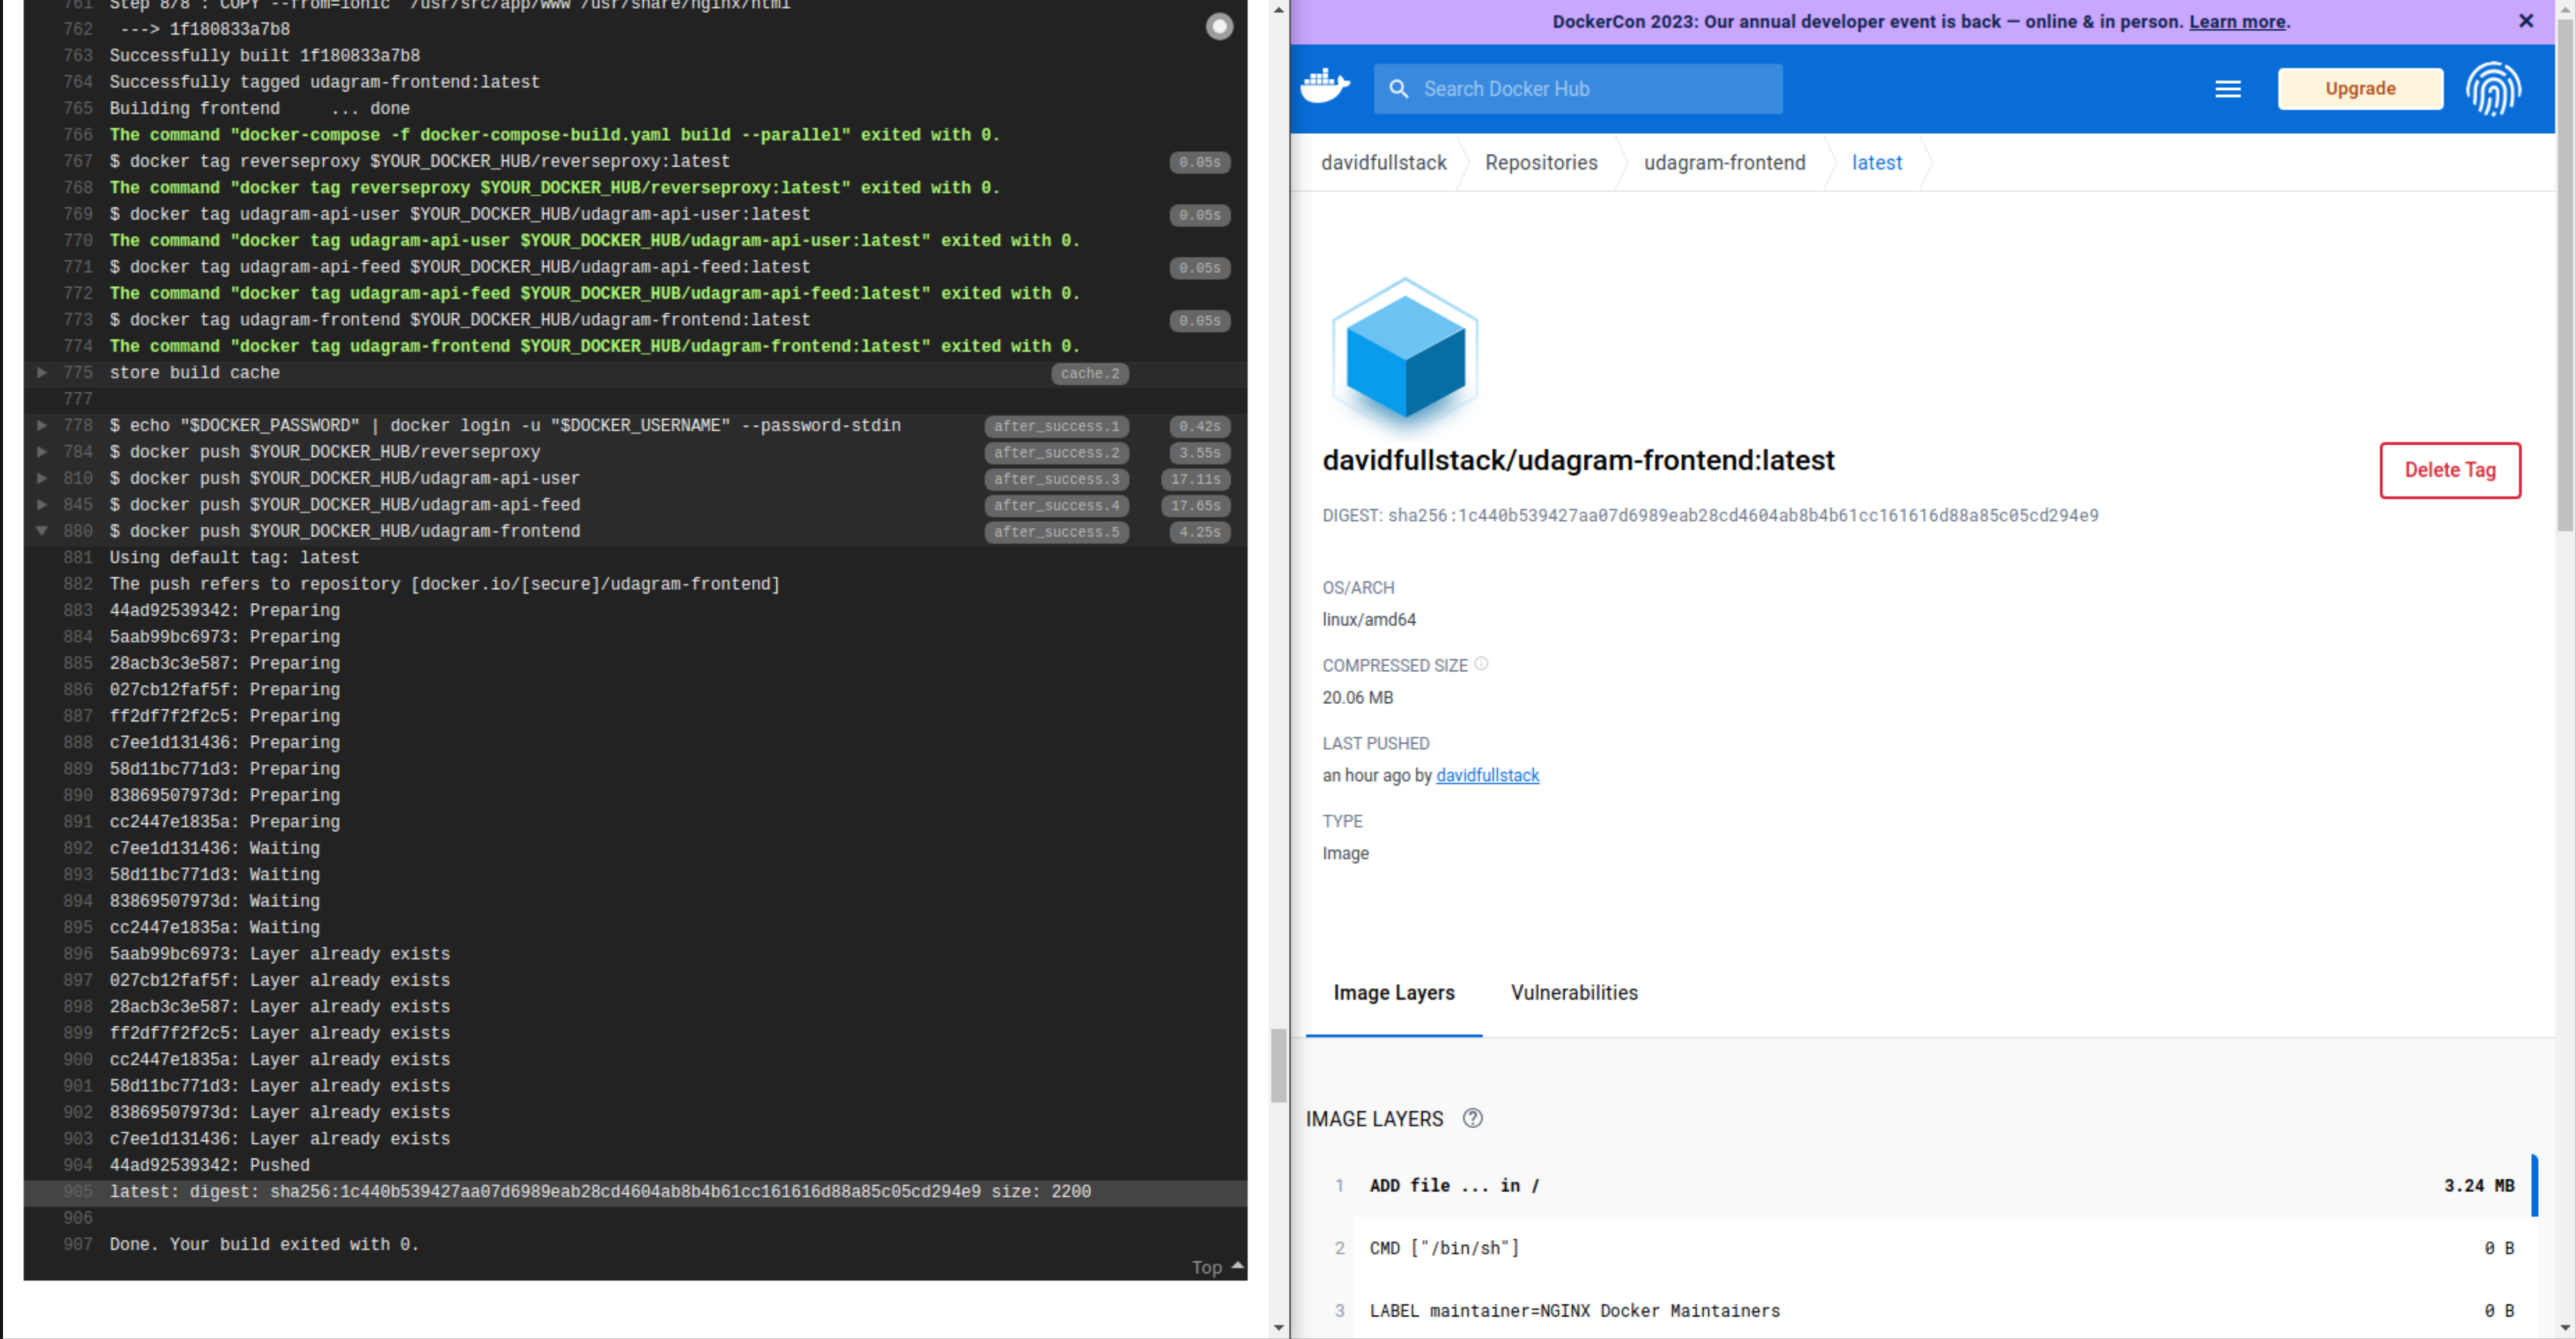 761 Step 8/8 : COPY --from=ionic /usr/src/app/www /usr/share/nginx/html
762 ---> 1f180833a7b8
763 Successfully built 1f180833a7b8
764 Successfully tagged udagram-frontend:latest
765 Building frontend ... done
766 The command "docker-compose -f docker-compose-build.yaml build --parallel" exited with 0.
767 $ docker tag reverseproxy $YOUR_DOCKER_HUB/reverseproxy:latest 0.05s
768 The command "docker tag reverseproxy $YOUR_DOCKER_HUB/reverseproxy:latest" exited with 0.
769 $ docker tag udagram-api-user $YOUR_DOCKER_HUB/udagram-api-user:latest 0.05s
770 The command "docker tag udagram-api-user $YOUR_DOCKER_HUB/udagram-api-user:latest" exited with 0.
771 $ docker tag udagram-api-feed $YOUR_DOCKER_HUB/udagram-api-feed:latest 0.05s
772 The command "docker tag udagram-api-feed $YOUR_DOCKER_HUB/udagram-api-feed:latest" exited with 0.
773 $ docker tag udagram-frontend $YOUR_DOCKER_HUB/udagram-frontend:latest 0.05s
774 The command "docker tag udagram-frontend $YOUR_DOCKER_HUB/udagram-frontend:latest" exited with 0.
775 store build cache cache.2
777
778 $ echo "$DOCKER_PASSWORD" | docker login -u "$DOCKER_USERNAME" --password-stdin after_success.1 0.42s
784 $ docker push $YOUR_DOCKER_HUB/reverseproxy after_success.2 3.55s
810 $ docker push $YOUR_DOCKER_HUB/udagram-api-user after_success.3 17.11s
845 $ docker push $YOUR_DOCKER_HUB/udagram-api-feed after_success.4 17.65s
880 $ docker push $YOUR_DOCKER_HUB/udagram-frontend after_success.5 4.25s
881 Using default tag: latest
882 The push refers to repository [docker.io/[secure]/udagram-frontend]
883 44ad92539342: Preparing
884 5aab99bc6973: Preparing
885 28acb3c3e587: Preparing
886 027cb12faf5f: Preparing
887 ff2df7f2f2c5: Preparing
888 c7ee1d131436: Preparing
889 58d11bc771d3: Preparing
890 83869507973d: Preparing
891 cc2447e1835a: Preparing
892 c7ee1d131436: Waiting
893 58d11bc771d3: Waiting
894 83869507973d: Waiting
895 cc2447e1835a: Waiting
896 5aab99bc6973: Layer already exists
897 027cb12faf5f: Layer already exists
898 28acb3c3e587: Layer already exists
899 ff2df7f2f2c5: Layer already exists
900 cc2447e1835a: Layer already exists
901 58d11bc771d3: Layer already exists
902 83869507973d: Layer already exists
903 c7ee1d131436: Layer already exists
904 44ad92539342: Pushed
905 latest: digest: sha256:1c440b539427aa07d6989eab28cd4604ab8b4b61cc161616d88a85c05cd294e9 size: 2200
906
907 Done. Your build exited with 0.
Top
DockerCon 2023: Our annual developer event is back – online & in person. Learn more.
Search Docker Hub
Upgrade
davidfullstack Repositories udagram-frontend latest
davidfullstack/udagram-frontend:latest
Delete Tag
DIGEST: sha256:1c440b539427aa07d6989eab28cd4604ab8b4b61cc161616d88a85c05cd294e9
OS/ARCH
linux/amd64
COMPRESSED SIZE
20.06 MB
LAST PUSHED
an hour ago by davidfullstack
TYPE
Image
Image Layers Vulnerabilities
IMAGE LAYERS
1 ADD file ... in / 3.24 MB
2 CMD ["/bin/sh"] 0 B
3 LABEL maintainer=NGINX Docker Maintainers 0 B